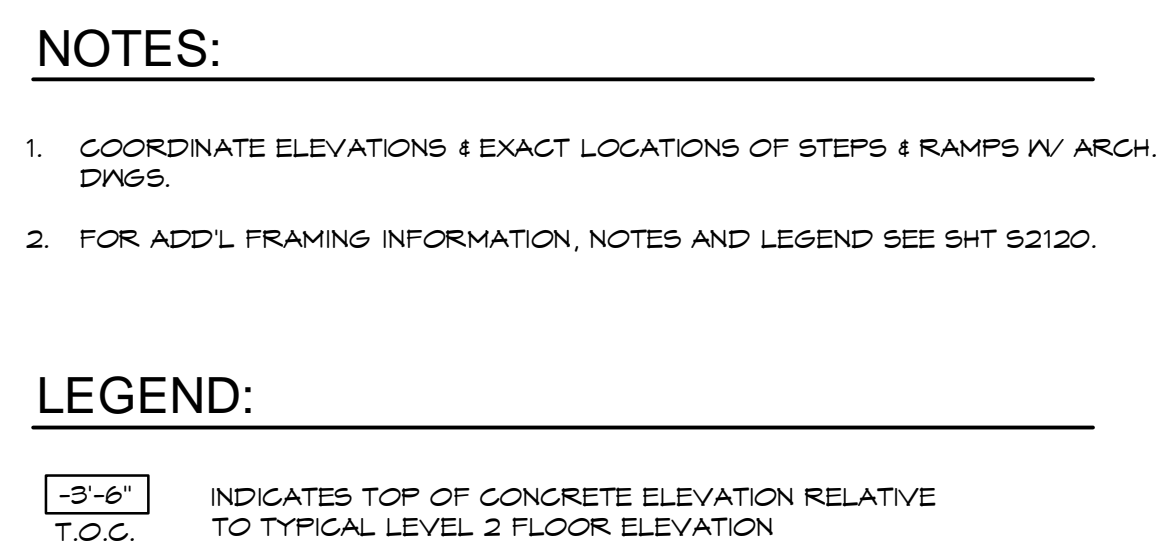 NOTES:
1. COORDINATE ELEVATIONS & EXACT LOCATIONS OF STEPS & RAMPS W/ ARCH.
DWGS.
2. FOR ADD'L FRAMING INFORMATION, NOTES AND LEGEND SEE SHT S2120.
LEGEND:
-3'-6" INDICATES TOP OF CONCRETE ELEVATION RELATIVE
T.O.C. TO TYPICAL LEVEL 2 FLOOR ELEVATION